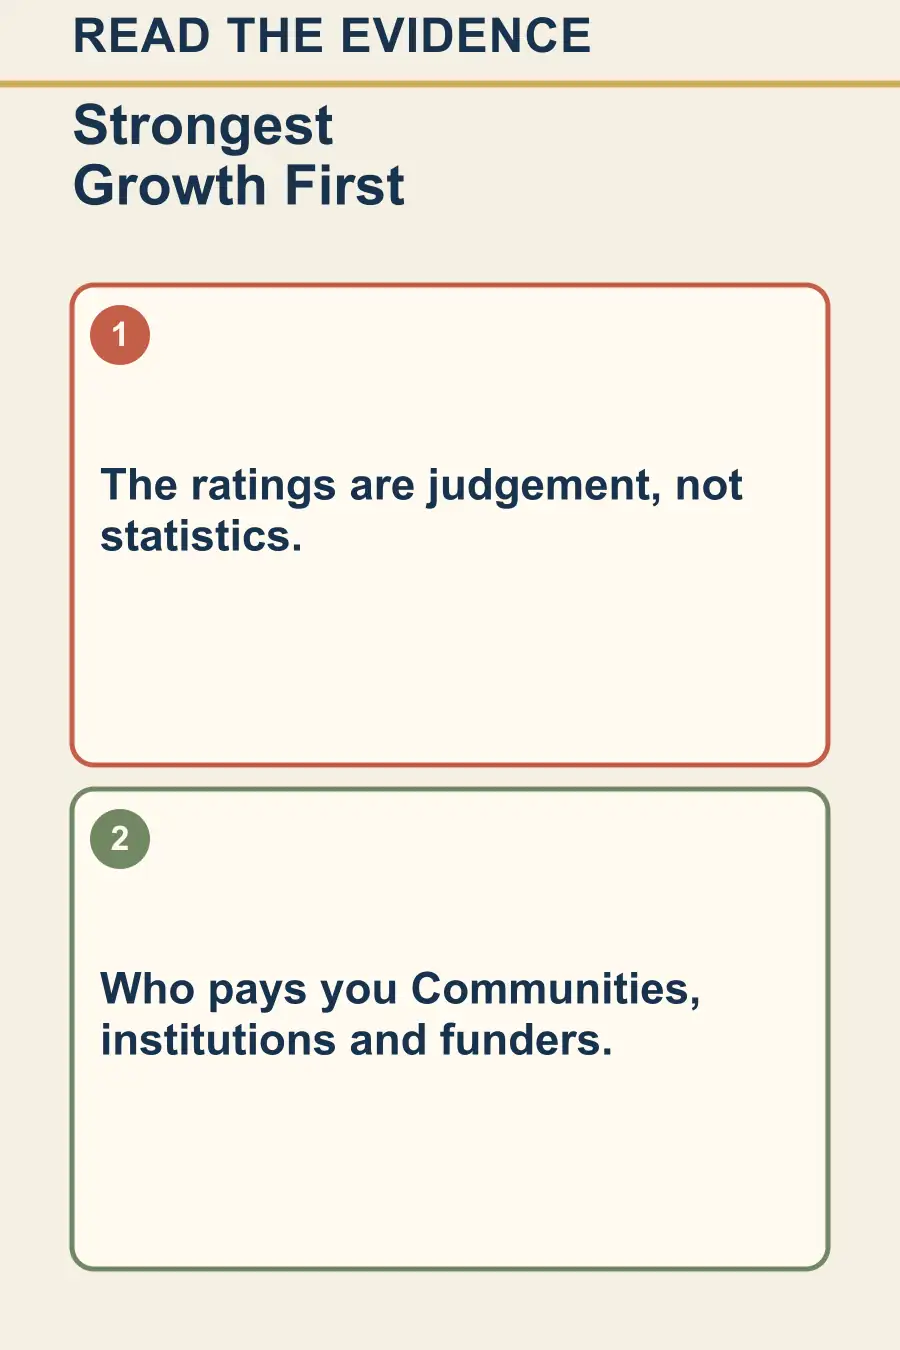 READ THE EVIDENCE
Strongest
Growth First
1
The ratings are judgement, not
statistics.
2
Who pays you Communities,
institutions and funders.